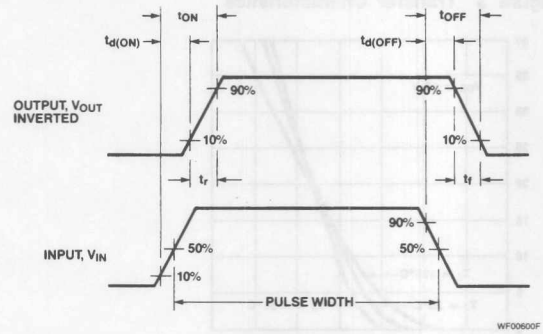 tON
tOFF
td(ON)
td(OFF)
90%
90%
OUTPUT, VOUT
INVERTED
10%
10%
tr
tf
90%
INPUT, VIN
50%
50%
10%
PULSE WIDTH
WF00600F